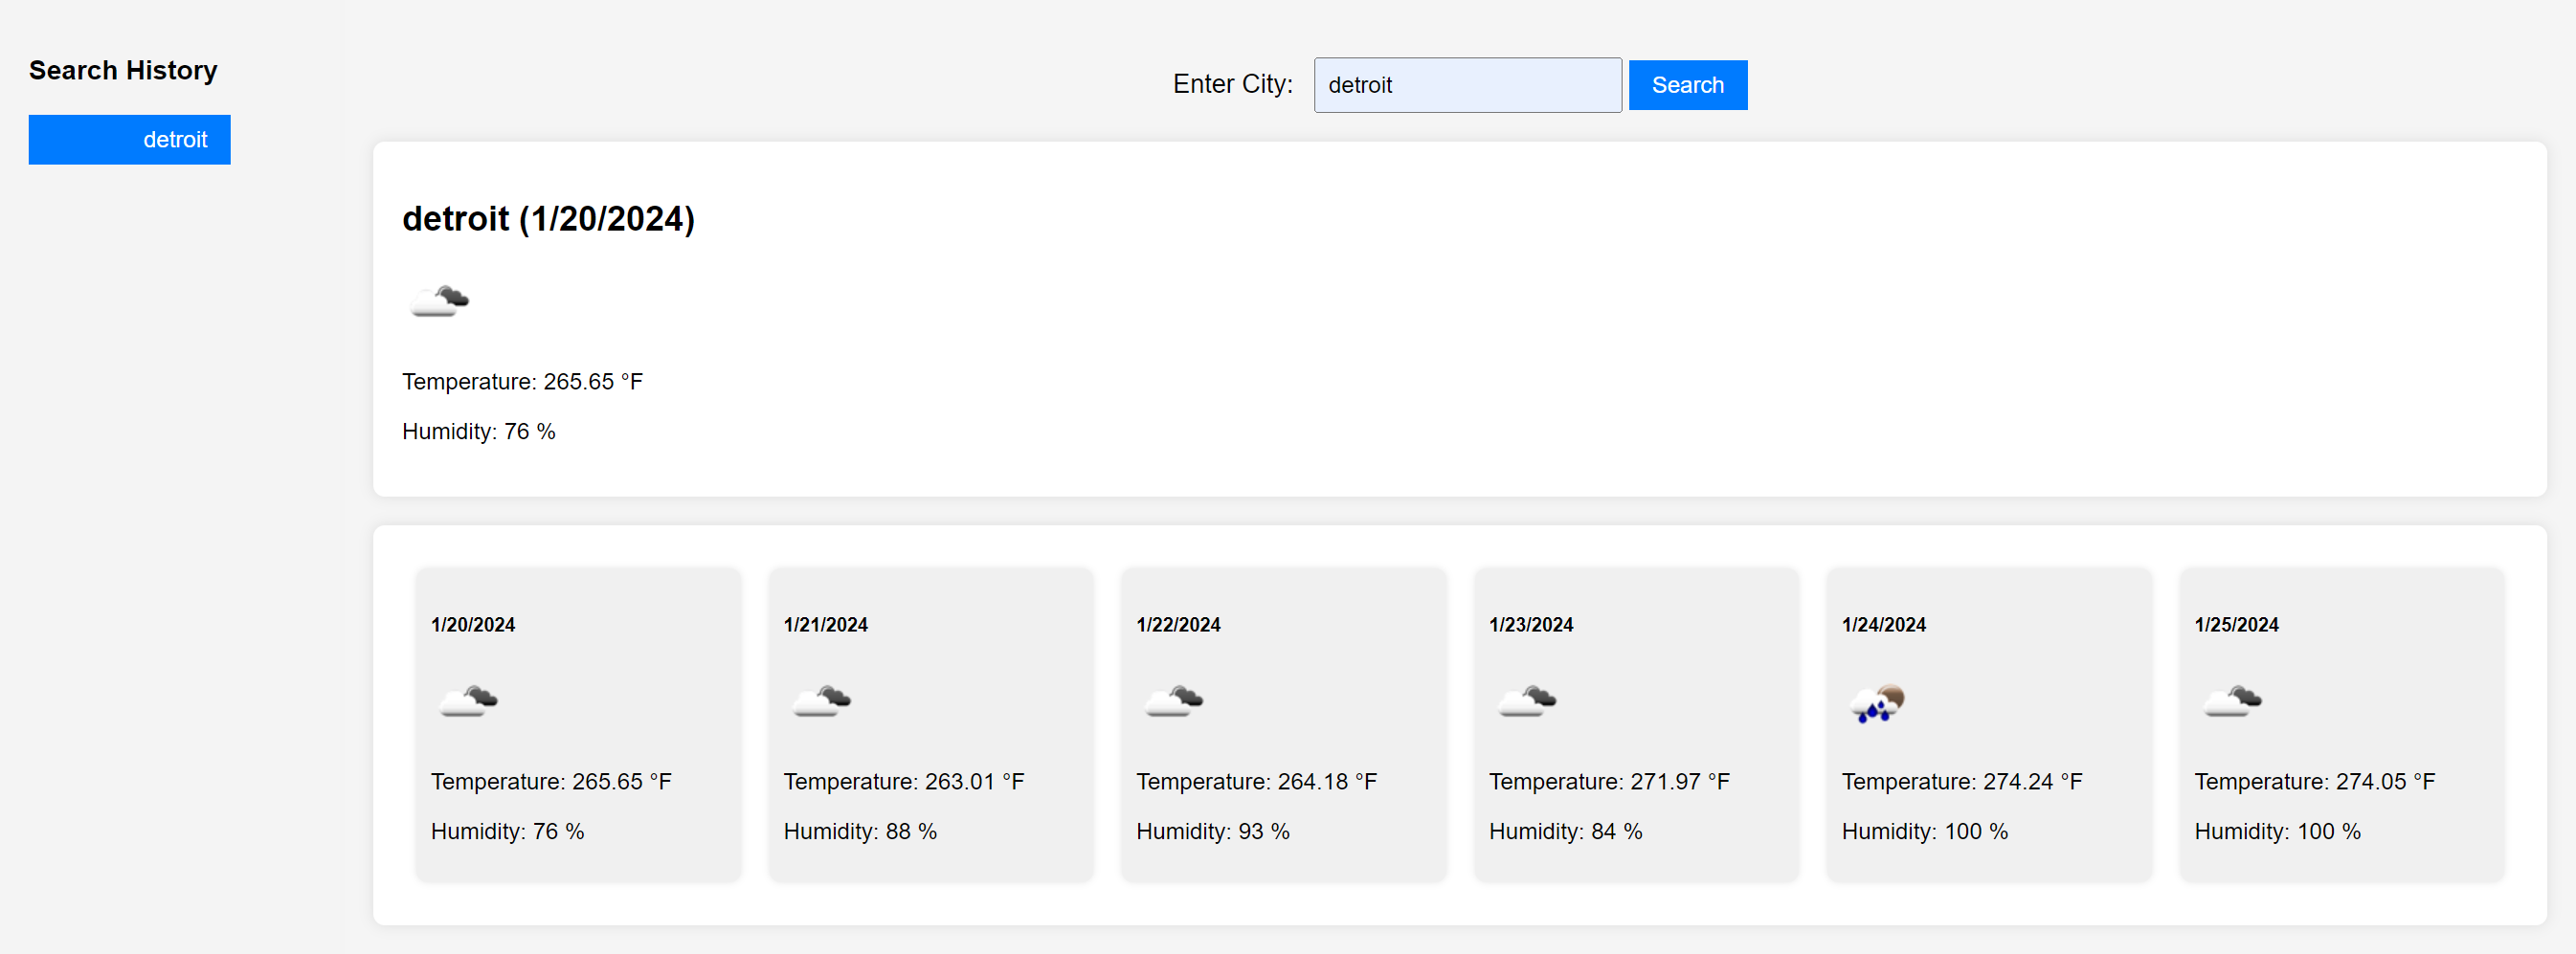 Search History
detroit
Enter City: detroit Search
detroit (1/20/2024)
Temperature: 265.65 °F
Humidity: 76 %
1/20/2024
Temperature: 265.65 °F
Humidity: 76 %
1/21/2024
Temperature: 263.01 °F
Humidity: 88 %
1/22/2024
Temperature: 264.18 °F
Humidity: 93 %
1/23/2024
Temperature: 271.97 °F
Humidity: 84 %
1/24/2024
Temperature: 274.24 °F
Humidity: 100 %
1/25/2024
Temperature: 274.05 °F
Humidity: 100 %